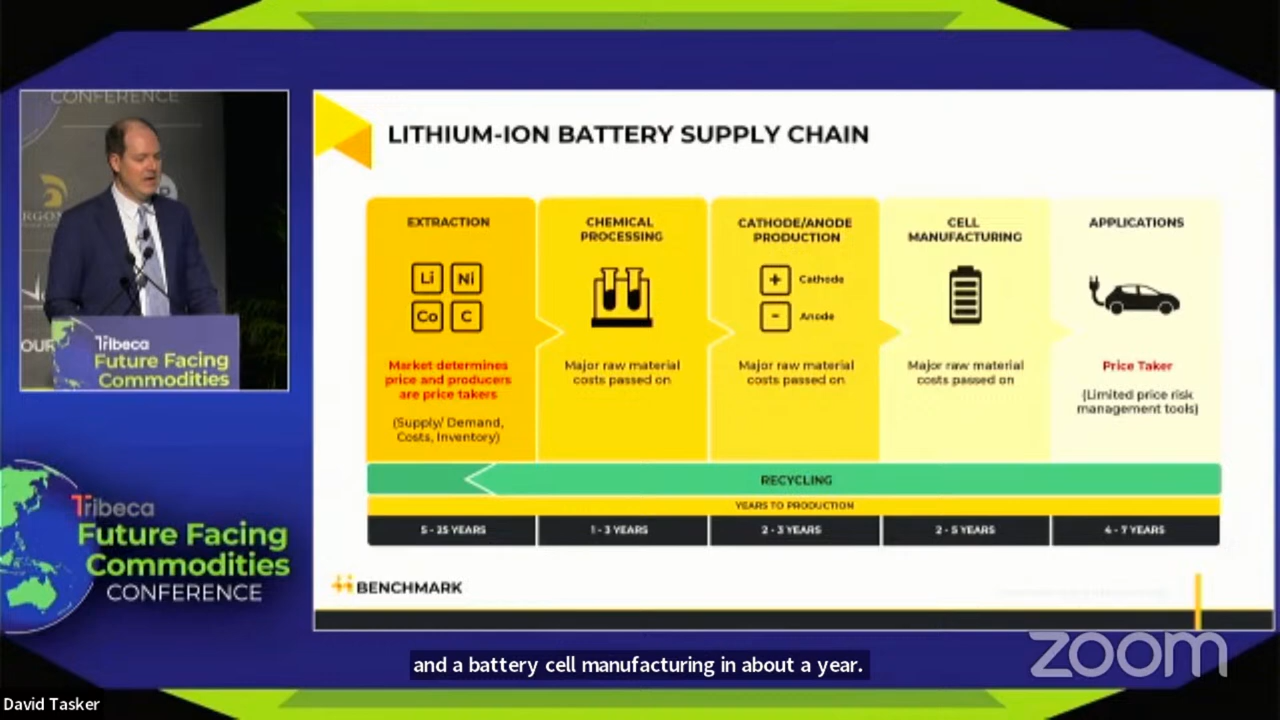 CONFERENCE
Tribeca
Future Facing
Commodities
Tribeca
Future Facing
Commodities
CONFERENCE
LITHIUM-ION BATTERY SUPPLY CHAIN
EXTRACTION
Li Ni
Co C
Market determines
price and producers
are price takers
(Supply/ Demand,
Costs, Inventory)
CHEMICAL
PROCESSING
Major raw material
costs passed on
CATHODE/ANODE
PRODUCTION
+ Cathode
- Anode
Major raw material
costs passed on
CELL
MANUFACTURING
Major raw material
costs passed on
APPLICATIONS
Price Taker
(Limited price risk
management tools)
RECYCLING
YEARS TO PRODUCTION
5 - 25 YEARS
1 - 3 YEARS
2 - 3 YEARS
2 - 5 YEARS
4 - 7 YEARS
BENCHMARK
zoom
and a battery cell manufacturing in about a year.
David Tasker